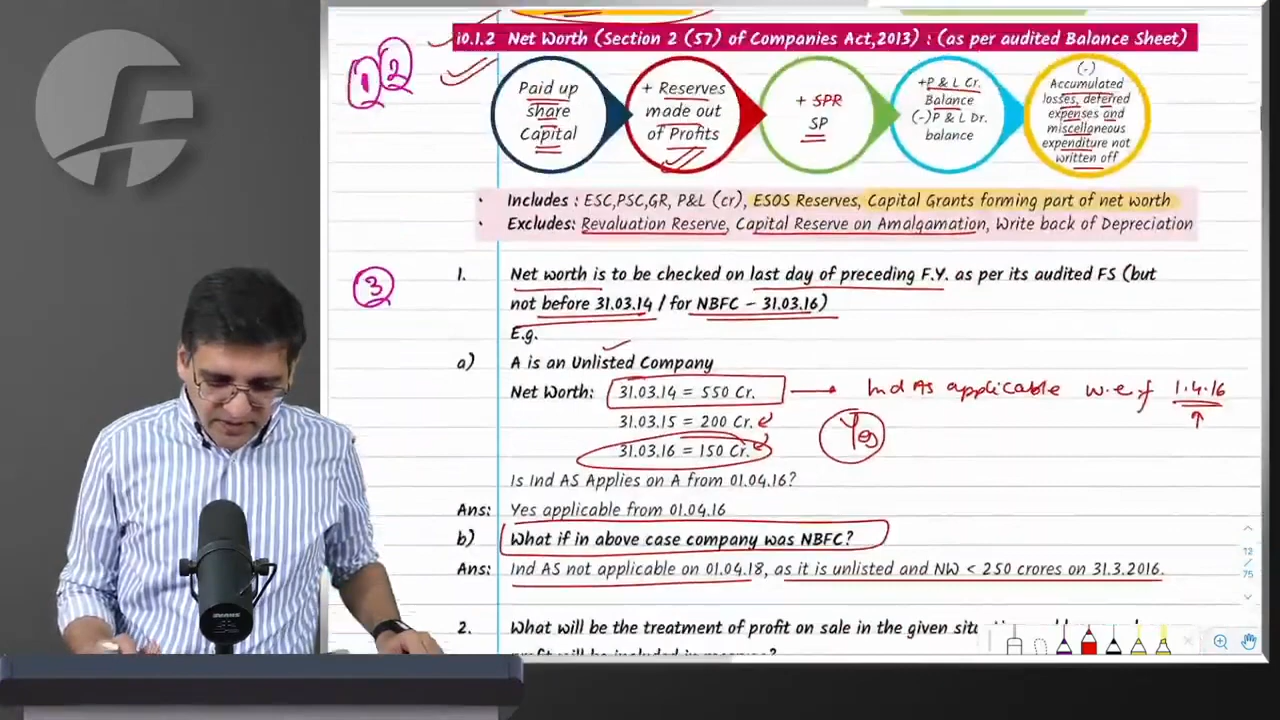 10.1.2 Net Worth (Section 2 (57) of Companies Act,2013) : (as per audited Balance Sheet)
1 2
Paid up
share
Capital
+ Reserves
made out
of Profits
+ SPR
SP
+P & L Cr.
Balance
(-)P & L Dr.
balance
(-)
Accumulated
losses, deferred
expenses and
miscellaneous
expenditure not
written off
· Includes : ESC,PSC,GR, P&L (cr), ESOS Reserves, Capital Grants forming part of net worth
· Excludes: Revaluation Reserve, Capital Reserve on Amalgamation, Write back of Depreciation
3
1. Net worth is to be checked on last day of preceding F.Y. as per its audited FS (but
not before 31.03.14 / for NBFC – 31.03.16)
E.g.
a) A is an Unlisted Company
Net Worth: 31.03.14 = 550 Cr. Ind As applicable w.e.f 1.4.16
31.03.15 = 200 Cr.
Yes
31.03.16 = 150 Cr.
Is Ind AS Applies on A from 01.04.16?
Ans: Yes applicable from 01.04.16
b) What if in above case company was NBFC?
Ans: Ind AS not applicable on 01.04.18, as it is unlisted and NW < 250 crores on 31.3.2016.
2. What will be the treatment of profit on sale in the given
12
/
75